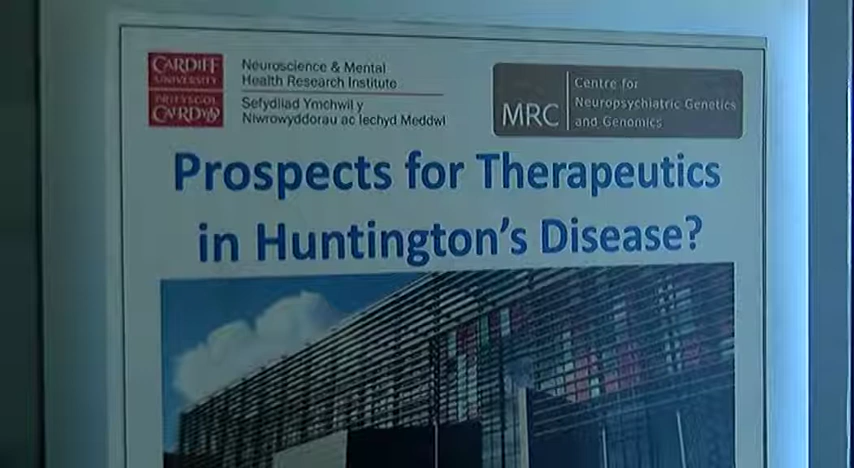 CARDIFF
UNIVERSITY
PRIFYSGOL
CAERDYDD
Neuroscience & Mental
Health Research Institute
Sefydliad Ymchwil y
Niwrowyddorau ac Iechyd Meddwl
MRC
Centre for
Neuropsychiatric Genetics
and Genomics
Prospects for Therapeutics
in Huntington's Disease?